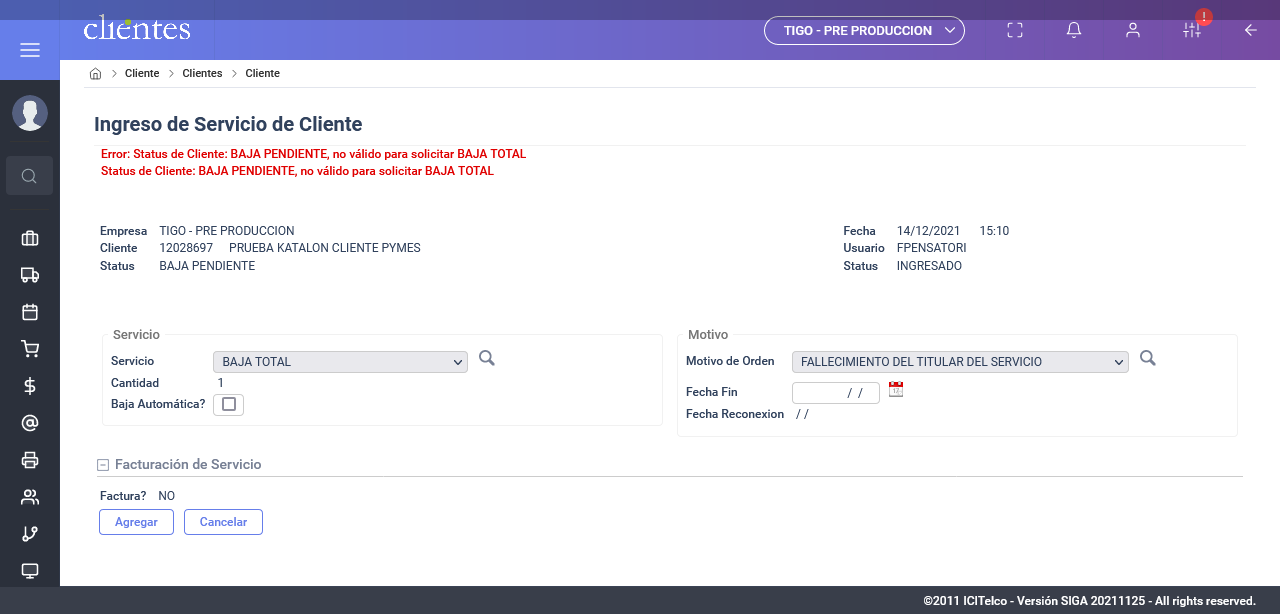 clientes
TIGO - PRE PRODUCCION
!
Cliente > Clientes > Cliente
Ingreso de Servicio de Cliente
Error: Status de Cliente: BAJA PENDIENTE, no válido para solicitar BAJA TOTAL
Status de Cliente: BAJA PENDIENTE, no válido para solicitar BAJA TOTAL
Empresa TIGO - PRE PRODUCCION
Fecha 14/12/2021 15:10
Cliente 12028697 PRUEBA KATALON CLIENTE PYMES
Usuario FPENSATORI
Status BAJA PENDIENTE
Status INGRESADO
Servicio
Servicio BAJA TOTAL
Cantidad 1
Baja Automática?
Motivo
Motivo de Orden FALLECIMIENTO DEL TITULAR DEL SERVICIO
Fecha Fin / /
Fecha Reconexion / /
Facturación de Servicio
Factura? NO
Agregar Cancelar
©2011 ICITelco - Versión SIGA 20211125 - All rights reserved.